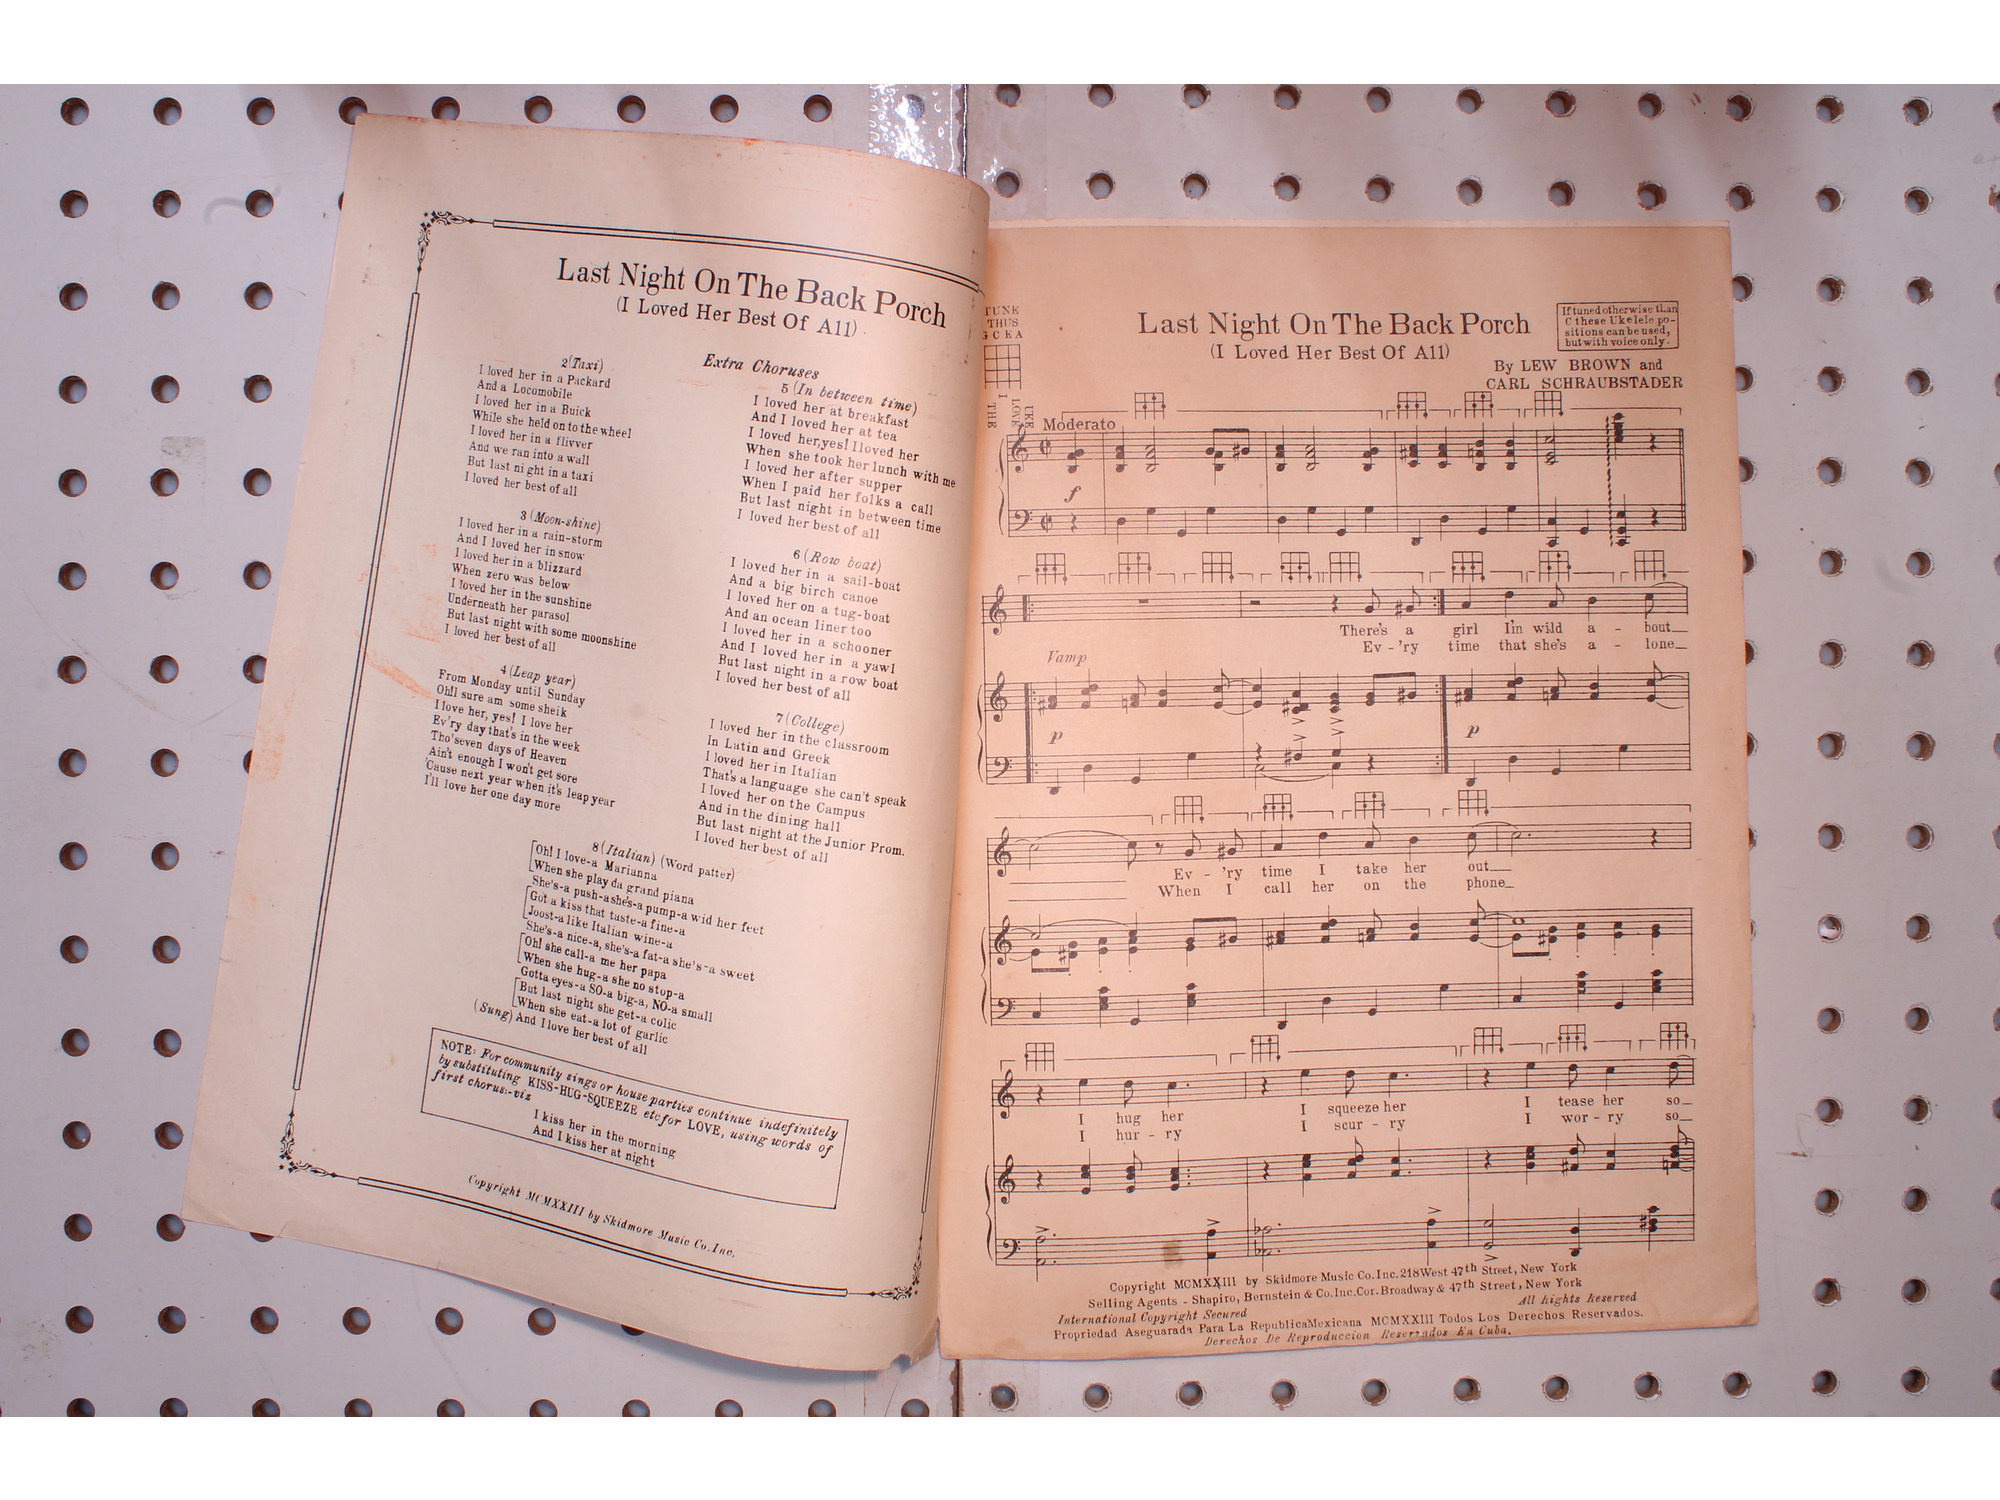 Last Night On The Back Porch
(I Loved Her Best Of All)
Extra Choruses
2 (Taxi)
I loved her in a Packard
And a Locomobile
I loved her in a Buick
While she held on to the wheel
I loved her in a flivver
And we ran into a wall
But last night in a taxi
I loved her best of all
3 (Moon-shine)
I loved her in a rain-storm
And I loved her in snow
I loved her in a blizzard
When zero was below
I loved her in the sunshine
Underneath her parasol
But last night with some moonshine
I loved her best of all
4 (Leap year)
From Monday until Sunday
Oh! I sure am some sheik
I love her, yes! I love her
Ev'ry day that's in the week
Tho' seven days of Heaven
Ain't enough I won't get sore
'Cause next year when it's leap year
I'll love her one day more
5 (In between time)
I loved her at breakfast
And I loved her at tea
I loved her, yes! I loved her
When she took her lunch with me
I loved her after supper
When I paid her folks a call
But last night in between time
I loved her best of all
6 (Row boat)
I loved her in a sail-boat
And a big birch canoe
I loved her on a tug-boat
And an ocean liner too
I loved her in a schooner
And I loved her in a yawl
But last night in a row boat
I loved her best of all
7 (College)
I loved her in the classroom
In Latin and Greek
I loved her in Italian
That's a language she can't speak
I loved her on the Campus
And in the dining hall
But last night at the Junior Prom.
I loved her best of all
8 (Italian) (Word patter)
Oh! I love-a Marianna
When she play da grand piana
She's-a push-a she's-a pump-a wid her feet
Got a kiss that taste-a fine-a
Joost-a like Italian wine-a
She's-a nice-a, she's-a fat-a she's-a sweet
Oh! she call-a me her papa
When she hug-a she no stop-a
Gotta eyes-a SO-a big-a, NO-a small
But last night she get-a colic
When she eat-a lot of garlic
(Sung) And I love her best of all
NOTE: For community sings or house parties continue indefinitely
by substituting KISS-HUG-SQUEEZE etc for LOVE, using words of
first chorus:-viz
I kiss her in the morning
And I kiss her at night
Copyright MCMXXIII by Skidmore Music Co. Inc.
TUNE
THUS
G C E A
I LOVE
THE UKE
Last Night On The Back Porch
(I Loved Her Best Of All)
If tuned otherwise than
C these Ukelele po-
sitions can be used,
but with voice only.
By LEW BROWN and
CARL SCHRAUBSTADER
Moderato
f
There's a girl I'm wild a - bout
Ev - 'ry time that she's a - lone
Vamp
p
p
Ev - 'ry time I take her out
When I call her on the phone
I hug her I squeeze her I tease her so
I hur - ry I scur - ry I wor - ry so
Copyright MCMXXIII by Skidmore Music Co. Inc. 218 West 47th Street, New York
Selling Agents - Shapiro, Bernstein & Co. Inc. Cor. Broadway & 47th Street, New York
International Copyright Secured All Rights Reserved
Propriedad Aseguarada Para La Republica Mexicana MCMXXIII Todos Los Derechos Reservados.
Derechos De Reproduccion Reservados En Cuba.